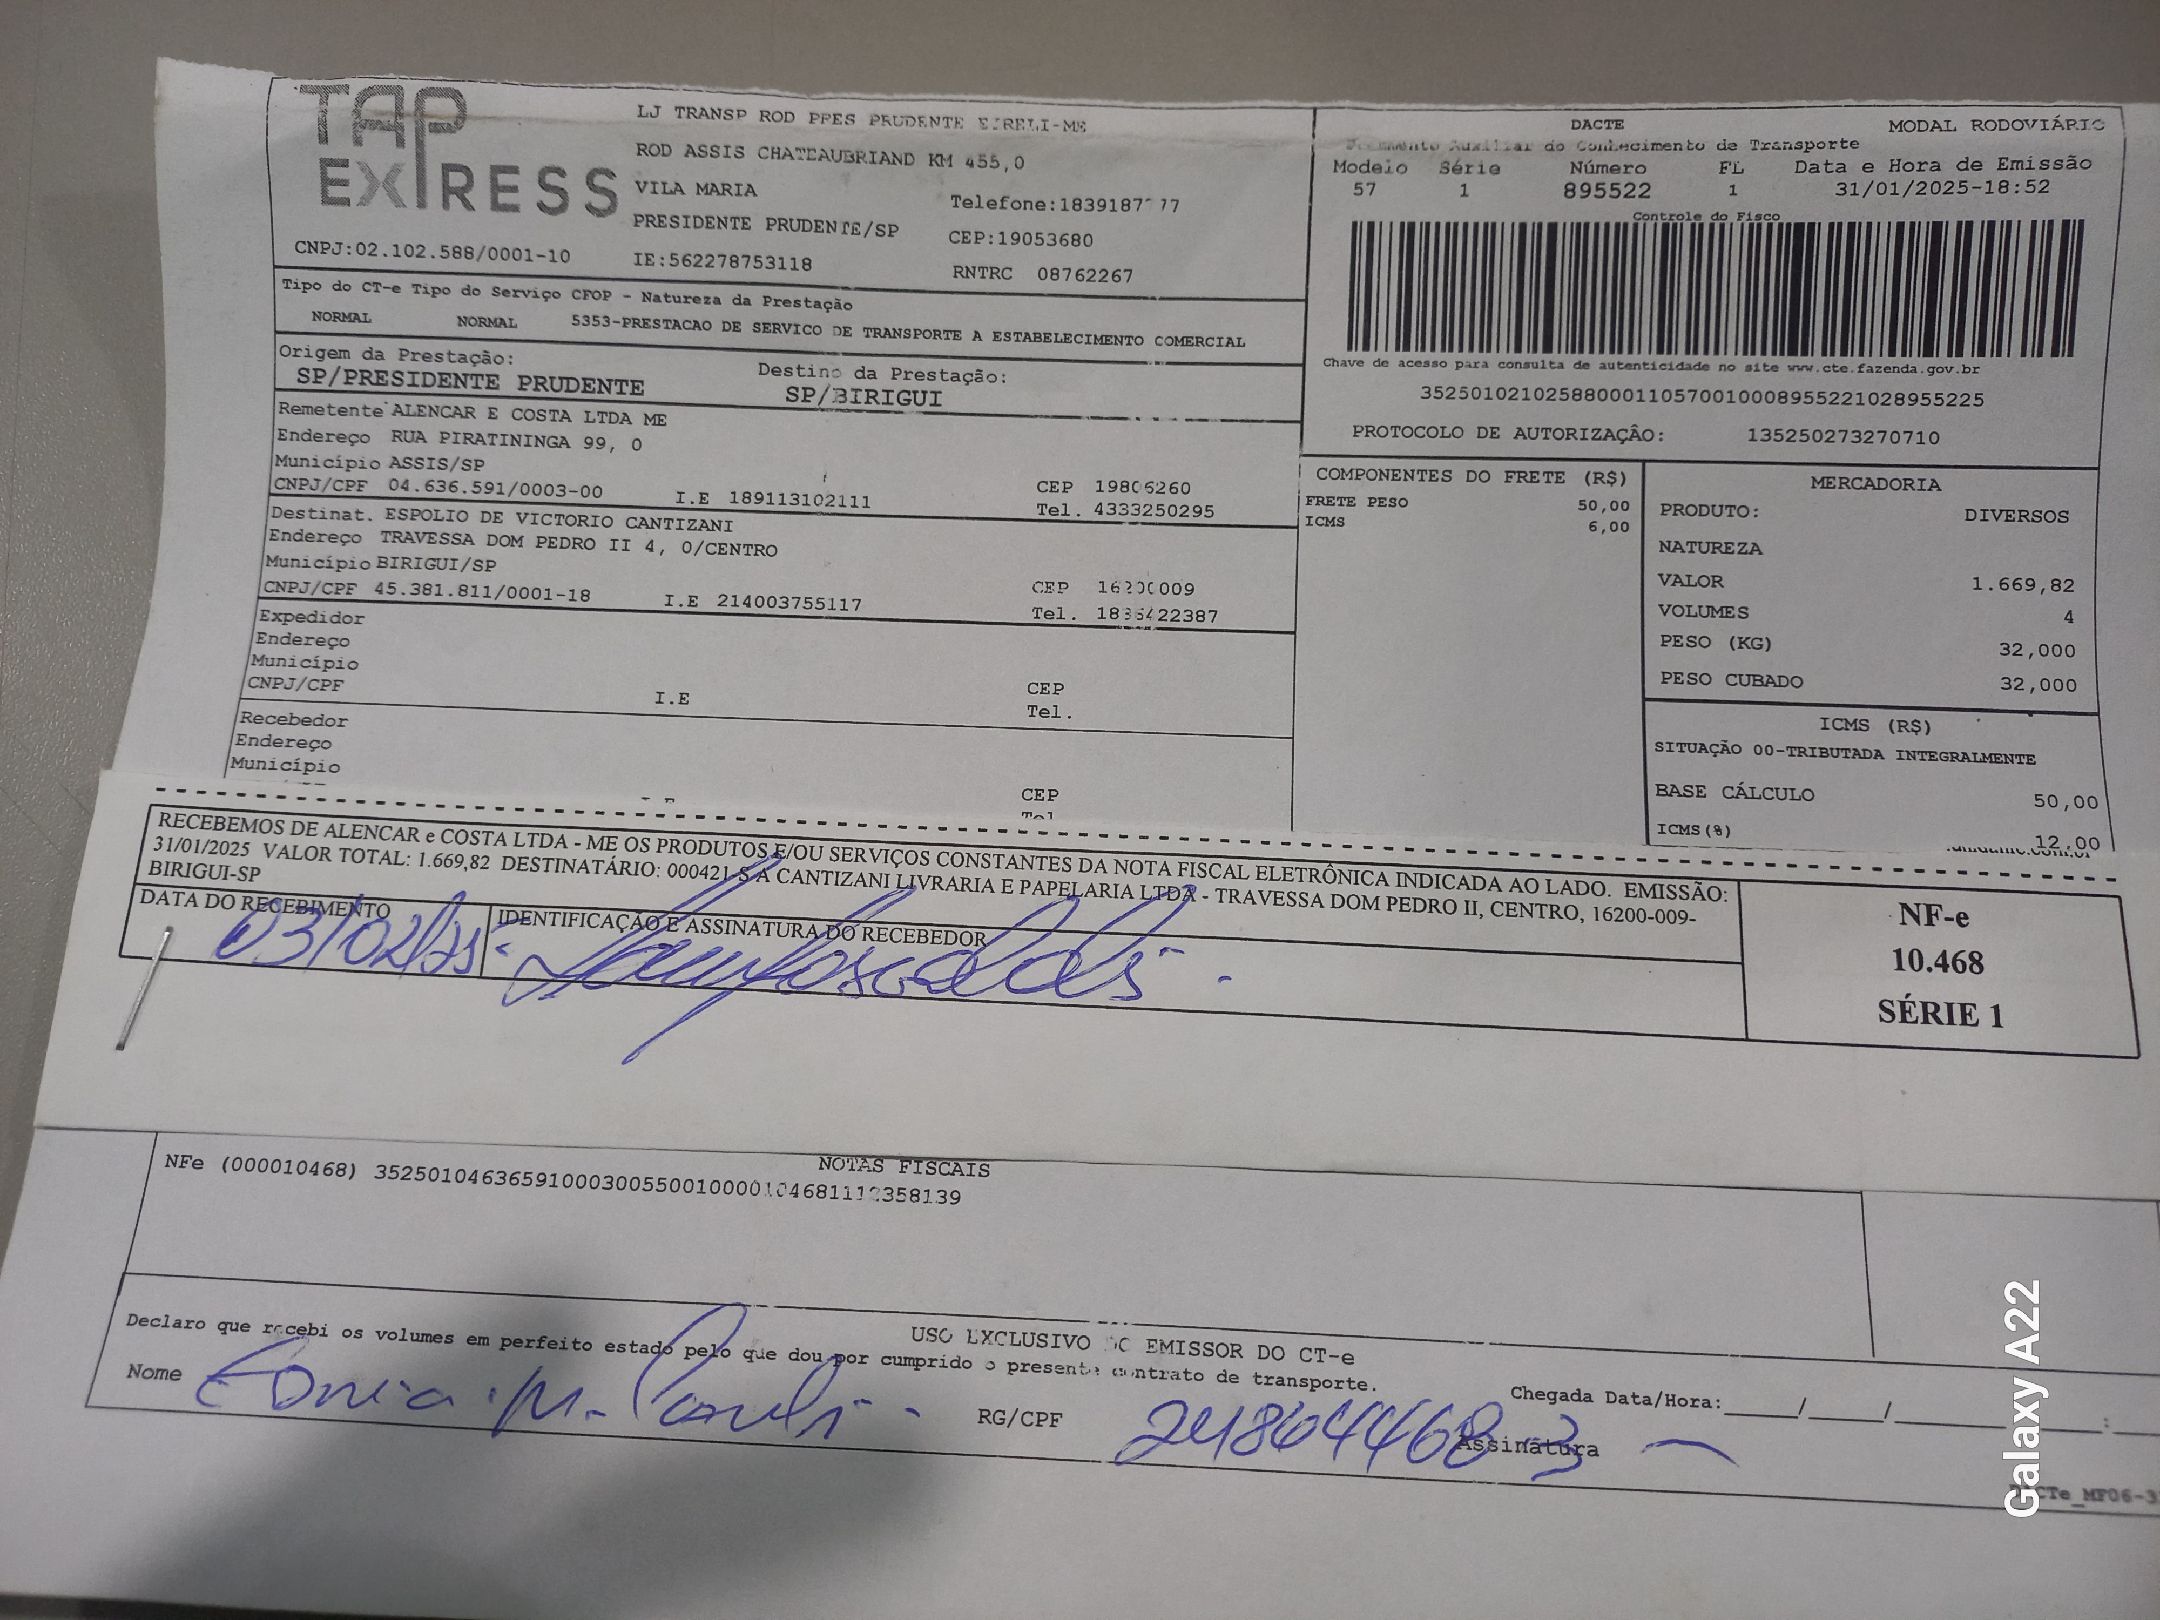 TAP EXPRESS
LJ TRANSP ROD PPES PRUDENTE EIRELI-ME
ROD ASSIS CHATEAUBRIAND KM 455,0
VILA MARIA
PRESIDENTE PRUDENTE/SP
CNPJ:02.102.588/0001-10
IE:562278753118
CEP:19053680
RNTRC 08762267
DACTE MODAL RODOVIÁRIO
Documento Auxiliar do Conhecimento de Transporte
Modelo Série Número FL Data e Hora de Emissão
57 1 895522 1 31/01/2025-18:52
Controle do Fisco
Chave de acesso para consulta de autenticidade no site www.cte.fazenda.gov.br
35250102102588000110570010008955221028955225
PROTOCOLO DE AUTORIZAÇÃO: 135250273270710
Tipo do CT-e Tipo do Serviço CFOP - Natureza da Prestação
NORMAL NORMAL 5353-PRESTACAO DE SERVICO DE TRANSPORTE A ESTABELECIMENTO COMERCIAL
Origem da Prestação: Destino da Prestação:
SP/PRESIDENTE PRUDENTE SP/BIRIGUI
Remetente ALENCAR E COSTA LTDA ME
Endereço RUA PIRATININGA 99, 0
Município ASSIS/SP CEP 19806260
CNPJ/CPF 04.636.591/0003-00 I.E 189113102111 Tel. 4333250295
Destinat. ESPOLIO DE VICTORIO CANTIZANI
Endereço TRAVESSA DOM PEDRO II 4, 0/CENTRO
Município BIRIGUI/SP CEP 16200009
CNPJ/CPF 45.381.811/0001-18 I.E 214003755117 Tel.
Expedidor
Endereço
Município CEP
CNPJ/CPF I.E Tel.
Recebedor
Endereço
Município CEP
COMPONENTES DO FRETE (R$)
FRETE PESO 50,00
ICMS 6,00
MERCADORIA
PRODUTO: DIVERSOS
NATUREZA
VALOR 1.669,82
VOLUMES 4
PESO (KG) 32,000
PESO CUBADO 32,000
ICMS (R$)
SITUAÇÃO 00-TRIBUTADA INTEGRALMENTE
BASE CÁLCULO 50,00
ICMS(%) 12,00
RECEBEMOS DE ALENCAR e COSTA LTDA - ME OS PRODUTOS E/OU SERVIÇOS CONSTANTES DA NOTA FISCAL ELETRÔNICA INDICADA AO LADO. EMISSÃO:
31/01/2025 VALOR TOTAL: 1.669,82 DESTINATÁRIO: 000421-S A CANTIZANI LIVRARIA E PAPELARIA LTDA - TRAVESSA DOM PEDRO II, CENTRO, 16200-009-
BIRIGUI-SP
DATA DO RECEBIMENTO IDENTIFICAÇÃO E ASSINATURA DO RECEBEDOR
03/02/25
NF-e
10.468
SÉRIE 1
NOTAS FISCAIS
NFe (000010468) 35250104636591000300550010000104681112358139
USO EXCLUSIVO DO EMISSOR DO CT-e
Declaro que recebi os volumes em perfeito estado pelo que dou por cumprido o presente contrato de transporte.
Nome RG/CPF 24864468-3 Assinatura
Chegada Data/Hora:_____/_____/_______:
Galaxy A22